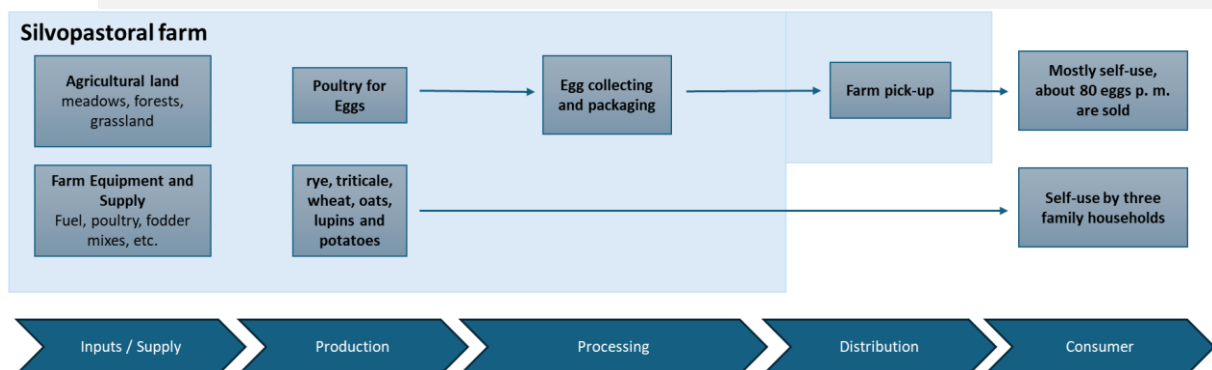 Silvopastoral farm
Agricultural land
meadows, forests,
grassland
Poultry for
Eggs
Egg collecting
and packaging
Farm pick-up
Mostly self-use,
about 80 eggs p. m.
are sold
Farm Equipment and
Supply
Fuel, poultry, fodder
mixes, etc.
rye, triticale,
wheat, oats,
lupins and
potatoes
Self-use by three
family households
Inputs / Supply
Production
Processing
Distribution
Consumer